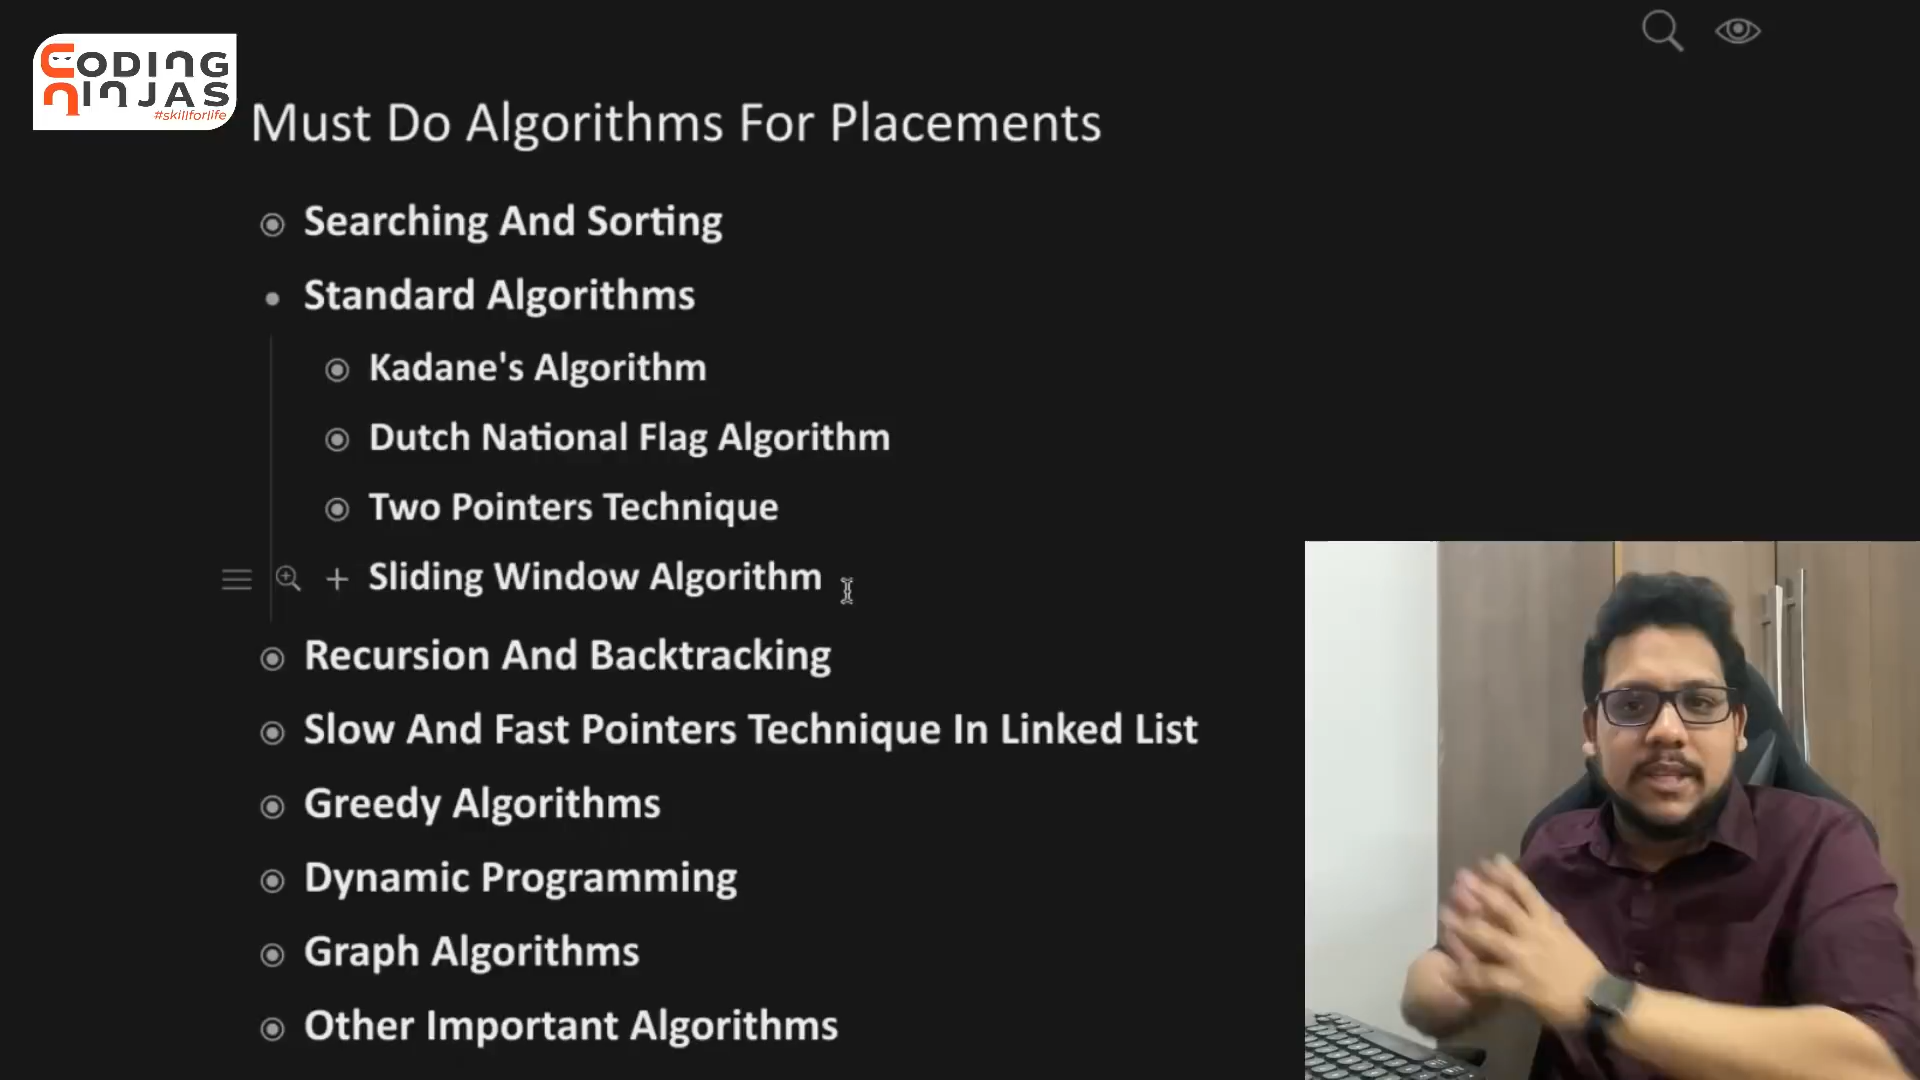 CODING
NINJAS
#skillforlife
Must Do Algorithms For Placements
Searching And Sorting
Standard Algorithms
Kadane's Algorithm
Dutch National Flag Algorithm
Two Pointers Technique
Sliding Window Algorithm
Recursion And Backtracking
Slow And Fast Pointers Technique In Linked List
Greedy Algorithms
Dynamic Programming
Graph Algorithms
Other Important Algorithms